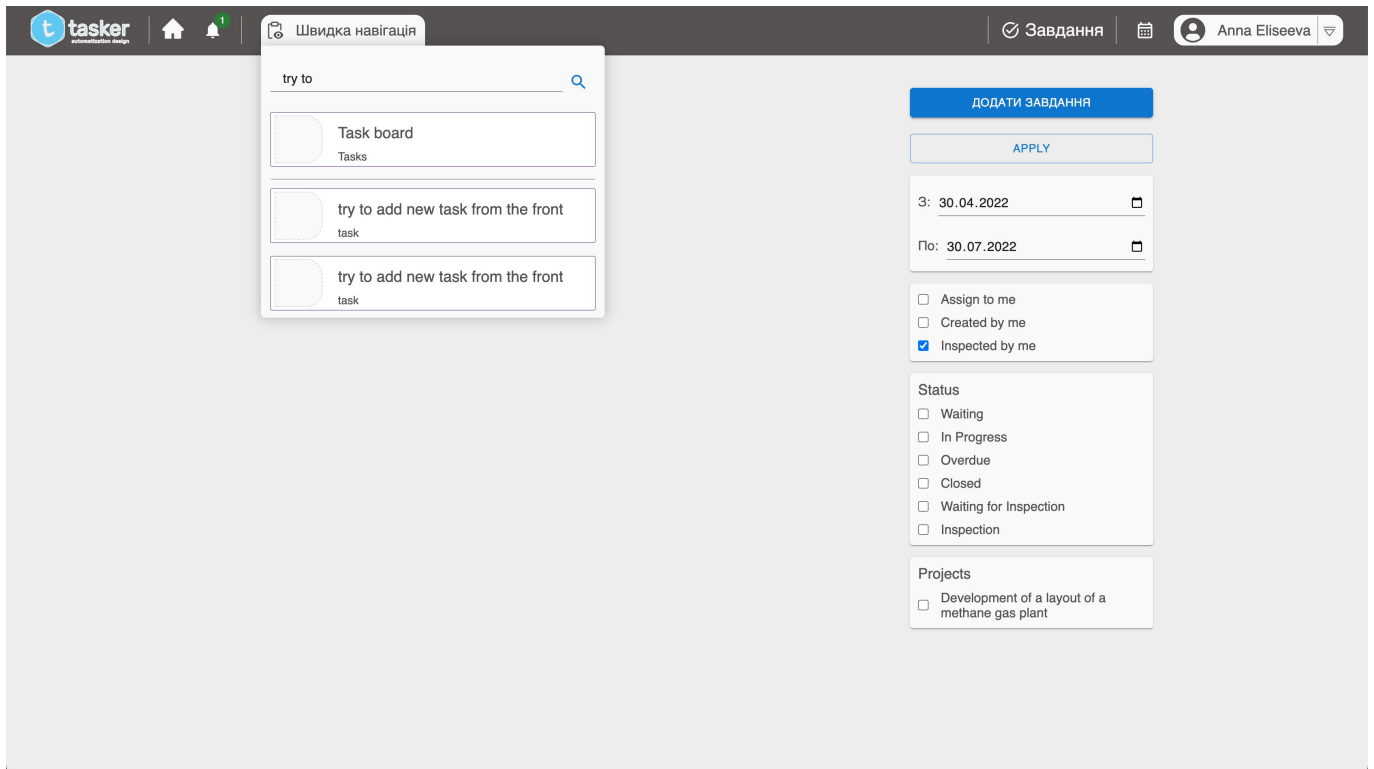 tasker
automatization design
1
Швидка навігація
Завдання
Anna Eliseeva
try to
Task board
Tasks
try to add new task from the front
task
try to add new task from the front
task
ДОДАТИ ЗАВДАННЯ
APPLY
З: 30.04.2022
По: 30.07.2022
Assign to me
Created by me
Inspected by me
Status
Waiting
In Progress
Overdue
Closed
Waiting for Inspection
Inspection
Projects
Development of a layout of a
methane gas plant